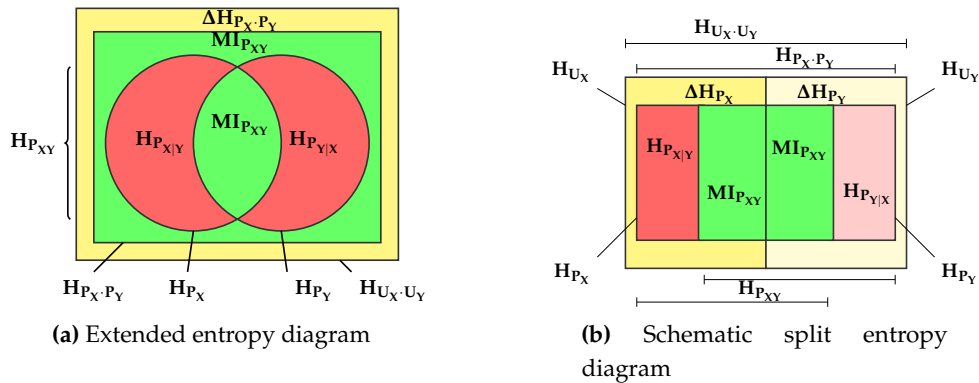 ΔH_{P_X·P_Y}
MI_{P_XY}
MI_{P_XY}
H_{P_X|Y}
H_{P_Y|X}
H_{P_XY}
H_{P_X·P_Y}
H_{P_X}
H_{P_Y}
H_{U_X·U_Y}
(a) Extended entropy diagram
H_{U_X·U_Y}
H_{P_X·P_Y}
H_{U_X}
H_{U_Y}
ΔH_{P_X}
ΔH_{P_Y}
H_{P_X|Y}
MI_{P_XY}
MI_{P_XY}
H_{P_Y|X}
H_{P_X}
H_{P_Y}
H_{P_XY}
(b) Schematic split entropy
diagram